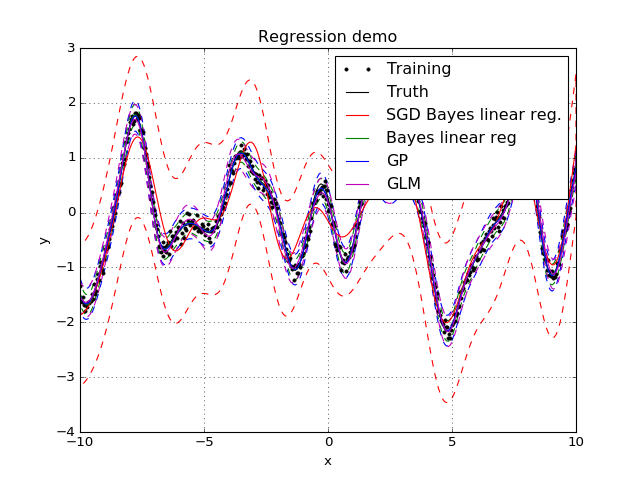 Regression demo
3
2
1
0
−1
−2
−3
−4
y
−10
−5
0
5
10
x
Training
Truth
SGD Bayes linear reg.
Bayes linear reg
GP
GLM